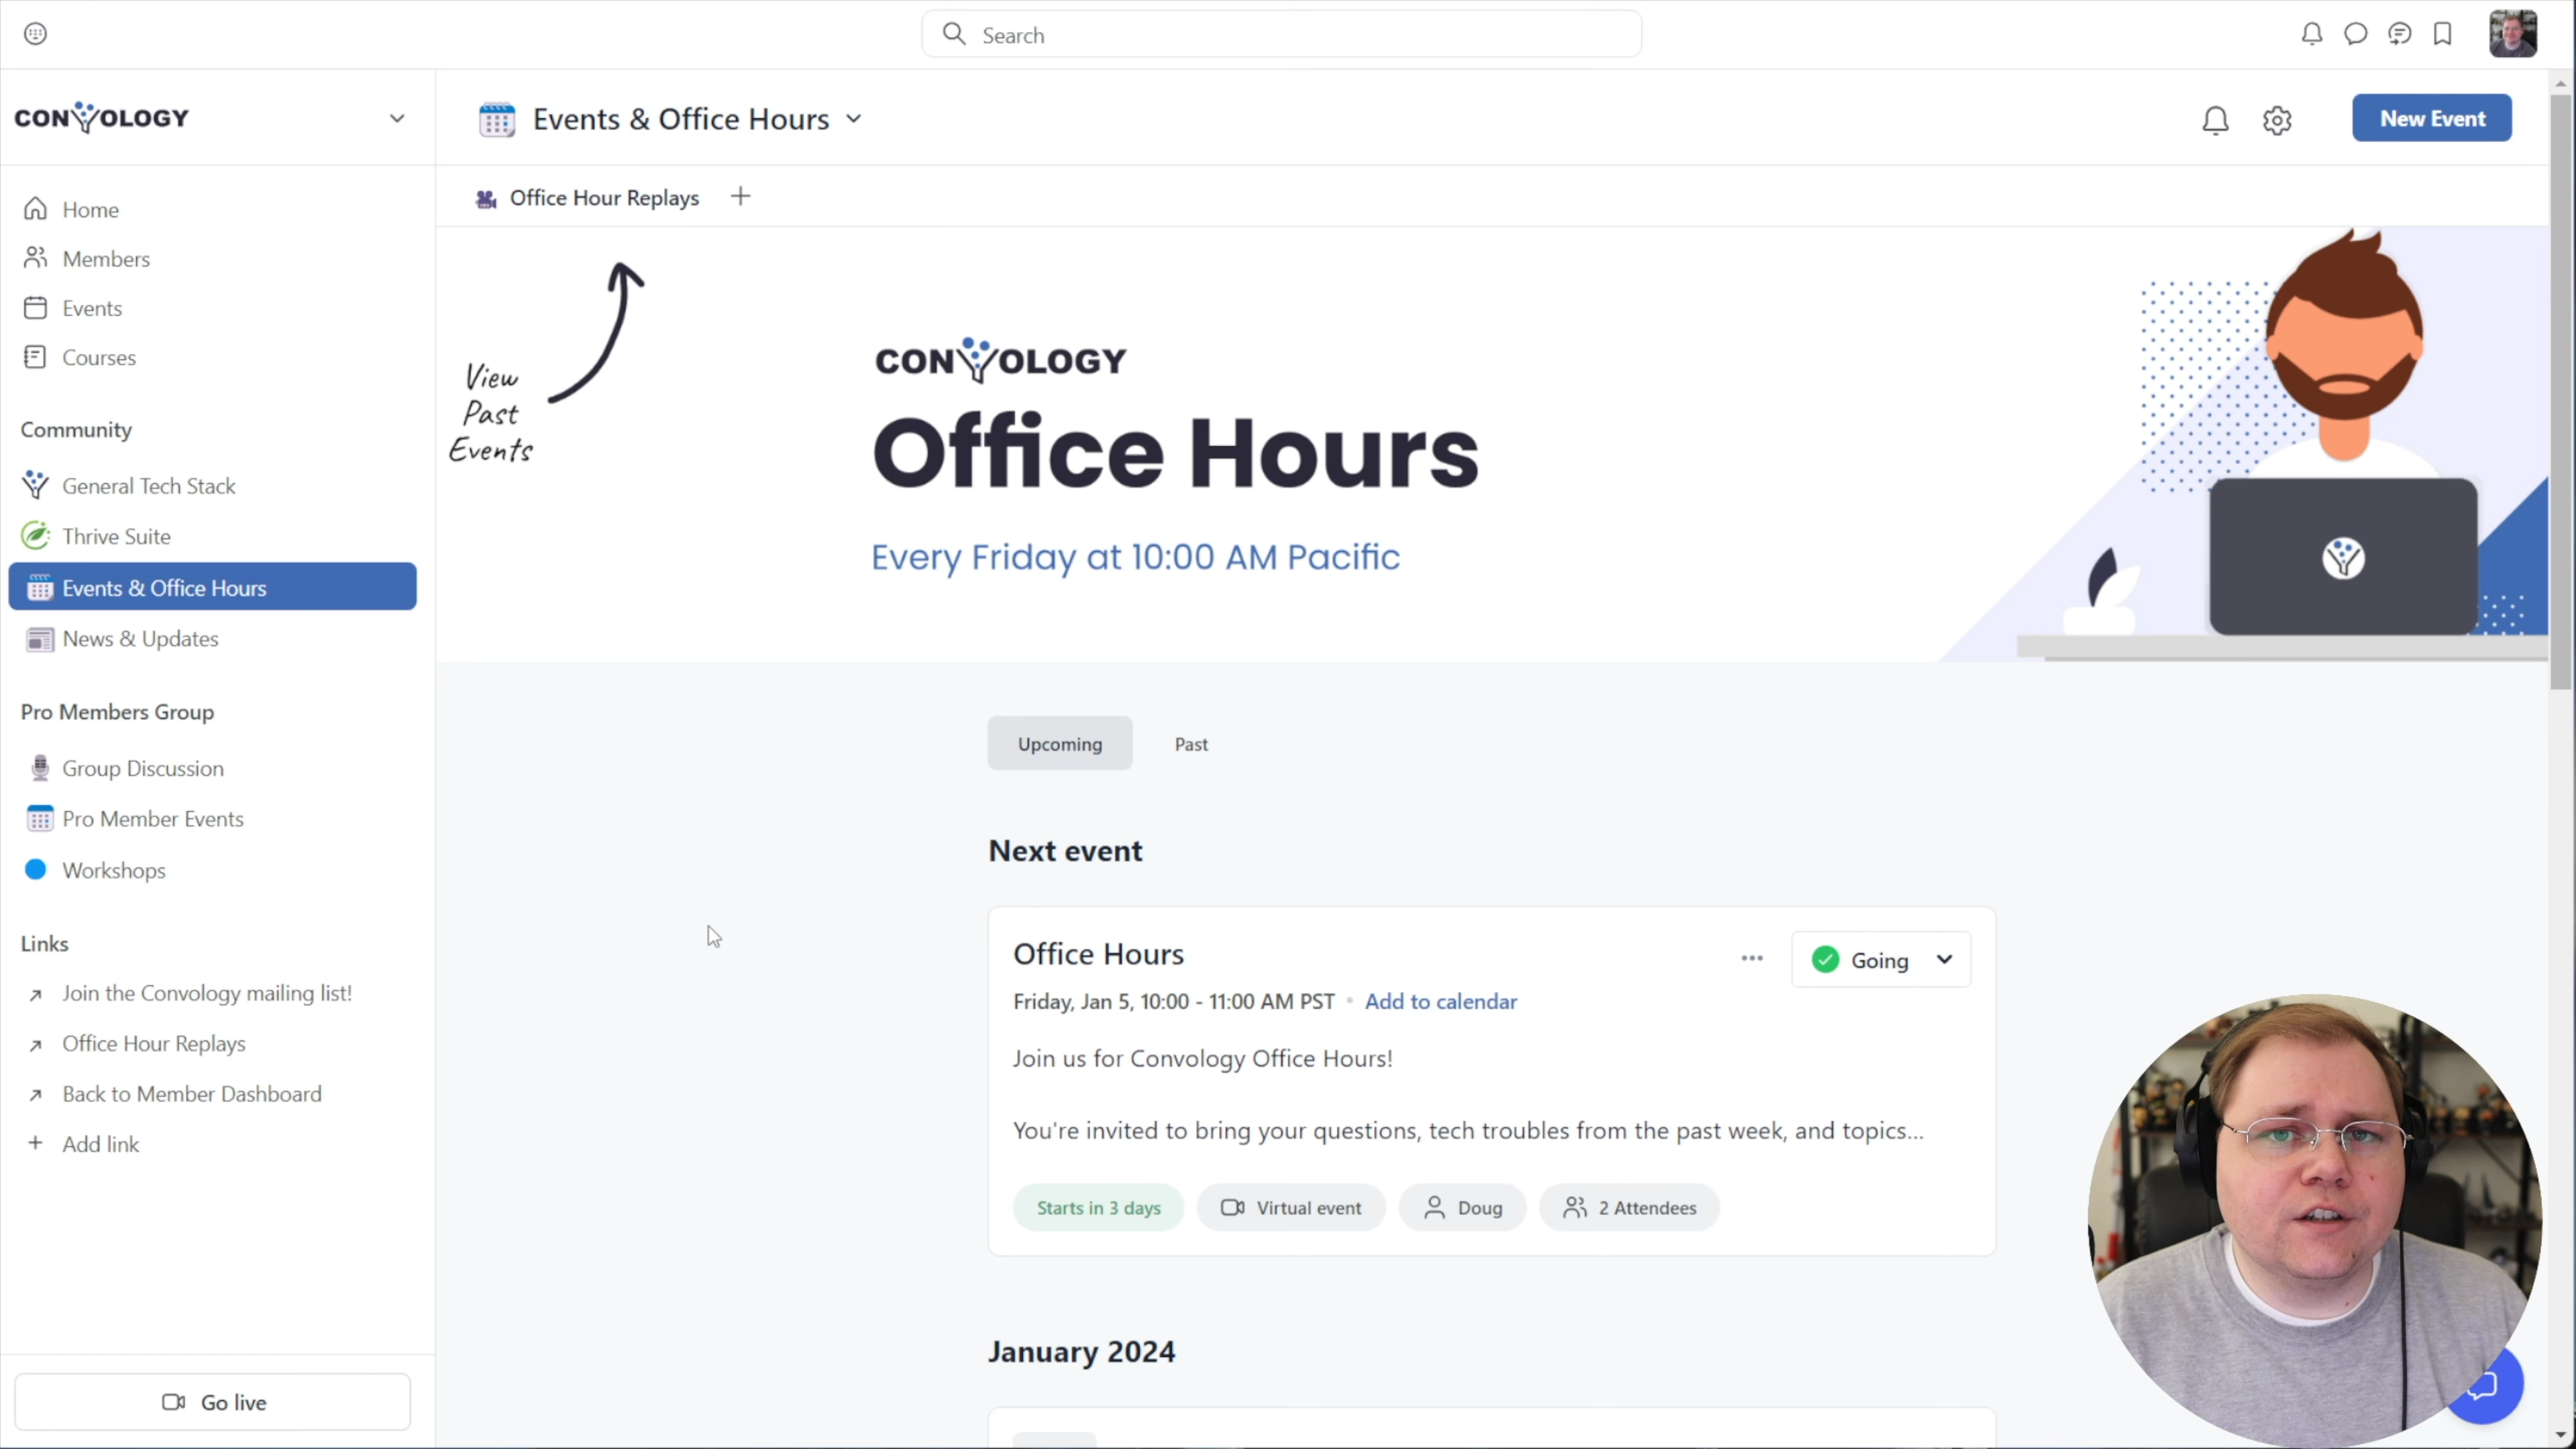 Search
CONVOLOGY
Events & Office Hours
New Event
Home
Members
Events
Courses
Community
General Tech Stack
Thrive Suite
Events & Office Hours
News & Updates
Pro Members Group
Group Discussion
Pro Member Events
Workshops
Links
Join the Convology mailing list!
Office Hour Replays
Back to Member Dashboard
Add link
Go live
Office Hour Replays
View
Past
Events
CONVOLOGY
Office Hours
Every Friday at 10:00 AM Pacific
Upcoming
Past
Next event
Office Hours
Going
Friday, Jan 5, 10:00 - 11:00 AM PST • Add to calendar
Join us for Convology Office Hours!
You're invited to bring your questions, tech troubles from the past week, and topics...
Starts in 3 days
Virtual event
Doug
2 Attendees
January 2024